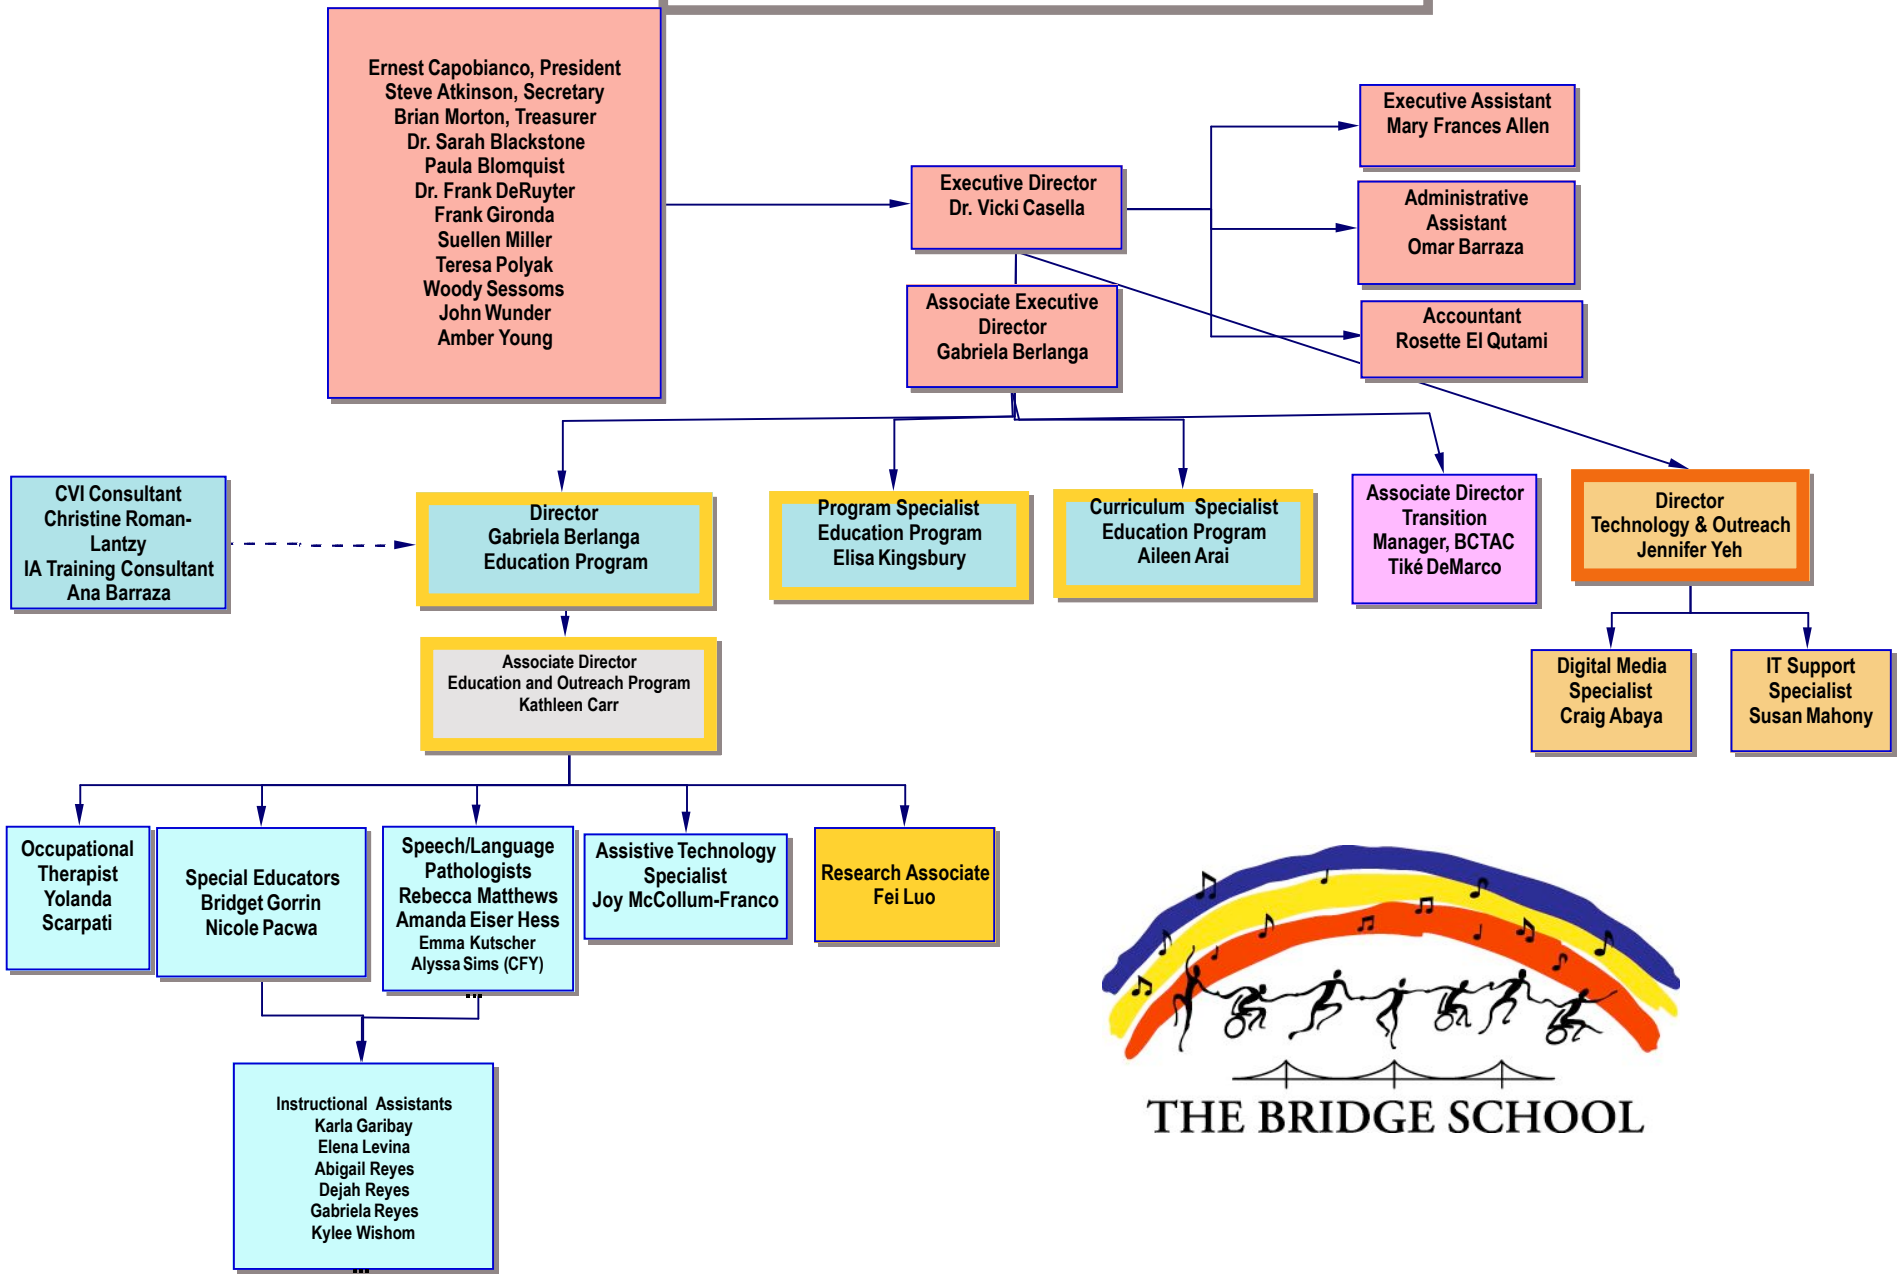 Ernest Capobianco, President
Steve Atkinson, Secretary
Brian Morton, Treasurer
Dr. Sarah Blackstone
Paula Blomquist
Dr. Frank DeRuyter
Frank Gironda
Suellen Miller
Teresa Polyak
Woody Sessoms
John Wunder
Amber Young
Executive Director
Dr. Vicki Casella
Executive Assistant
Mary Frances Allen
Administrative
Assistant
Omar Barraza
Accountant
Rosette El Qutami
Associate Executive
Director
Gabriela Berlanga
CVI Consultant
Christine Roman-
Lantzy
IA Training Consultant
Ana Barraza
Director
Gabriela Berlanga
Education Program
Program Specialist
Education Program
Elisa Kingsbury
Curriculum Specialist
Education Program
Aileen Arai
Associate Director
Transition
Manager, BCTAC
Tiké DeMarco
Director
Technology & Outreach
Jennifer Yeh
Associate Director
Education and Outreach Program
Kathleen Carr
Digital Media
Specialist
Craig Abaya
IT Support
Specialist
Susan Mahony
Occupational
Therapist
Yolanda
Scarpati
Special Educators
Bridget Gorrin
Nicole Pacwa
Speech/Language
Pathologists
Rebecca Matthews
Amanda Eiser Hess
Emma Kutscher
Alyssa Sims (CFY)
Assistive Technology
Specialist
Joy McCollum-Franco
Research Associate
Fei Luo
Instructional Assistants
Karla Garibay
Elena Levina
Abigail Reyes
Dejah Reyes
Gabriela Reyes
Kylee Wishom
THE BRIDGE SCHOOL